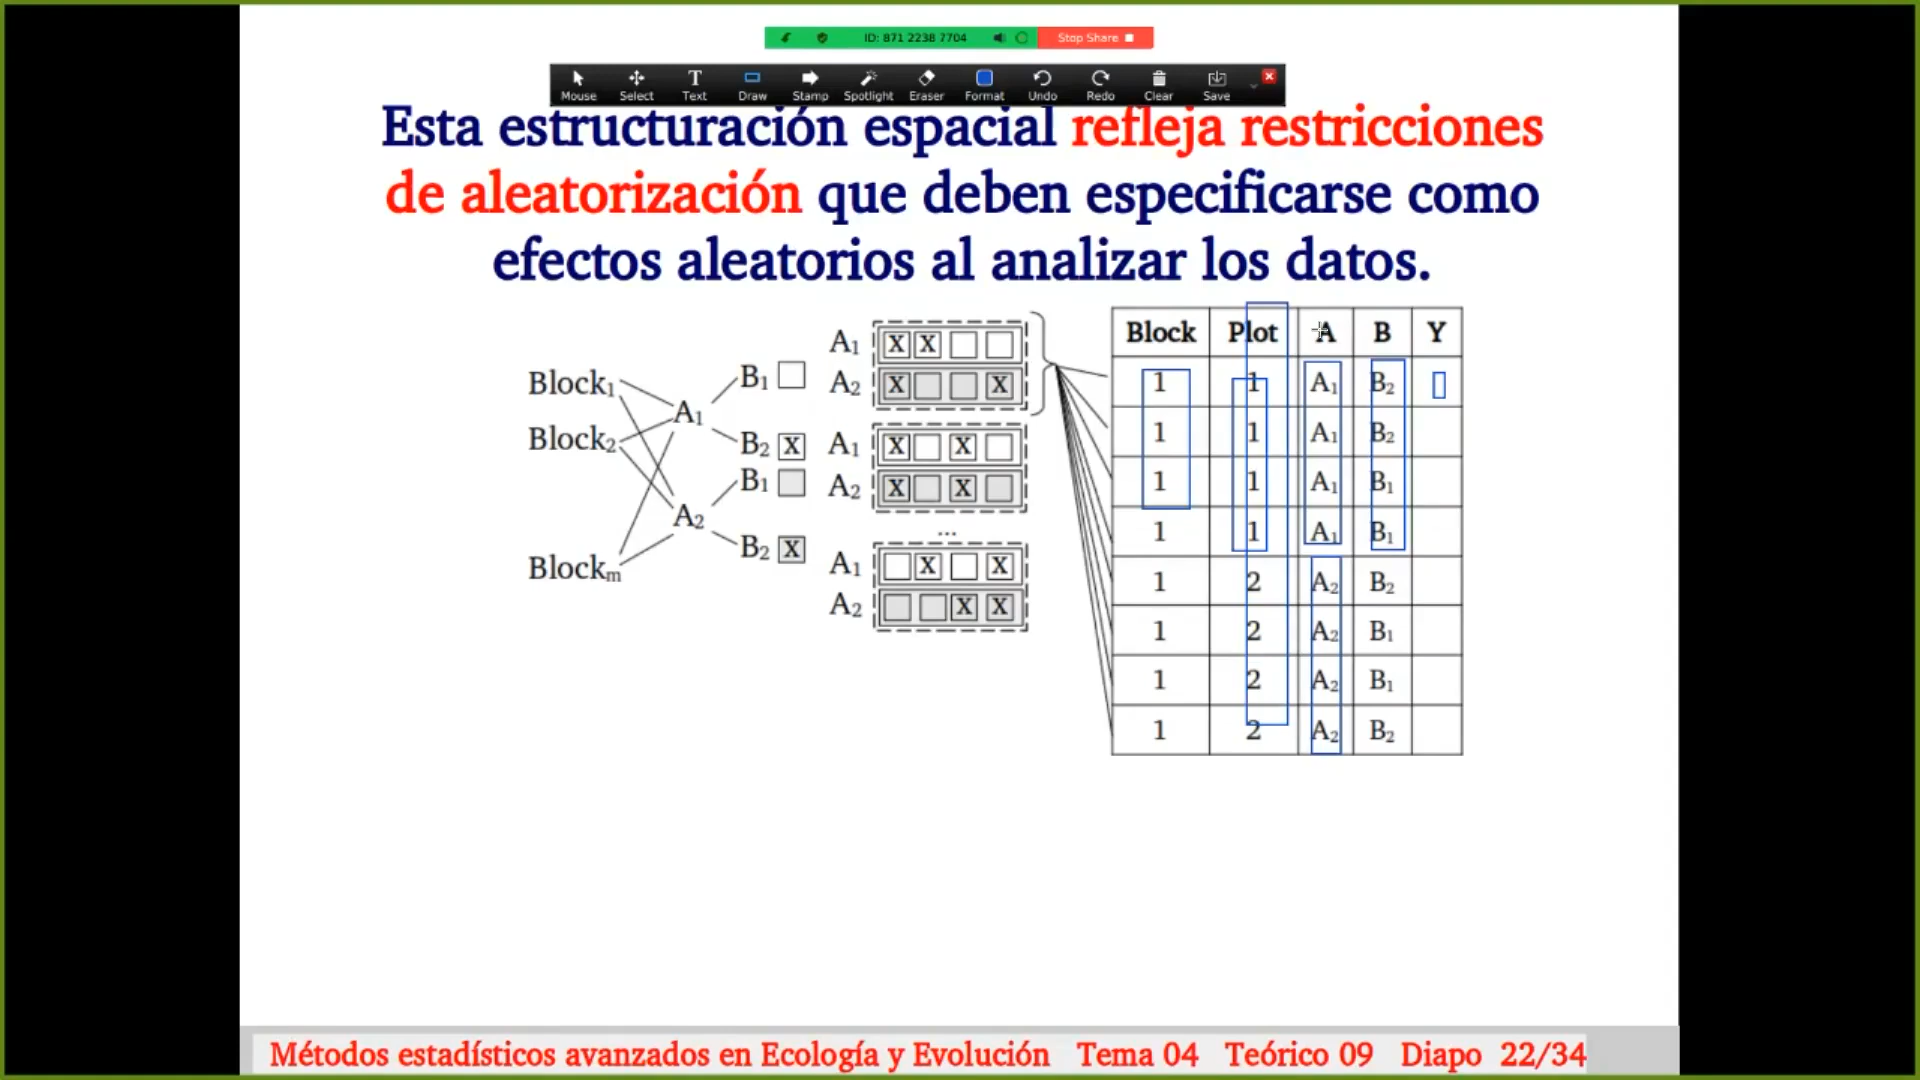 ID: 871 2238 7704 Stop Share
Mouse Select Text Draw Stamp Spotlight Eraser Format Undo Redo Clear Save
Esta estructuración espacial refleja restricciones
de aleatorización que deben especificarse como
efectos aleatorios al analizar los datos.
Block₁
Block₂
Blockₘ
A₁
A₂
B₁
B₂ X
B₁
B₂ X
A₁ X X
A₂ X X
A₁ X X
A₂ X X
...
A₁ X X
A₂ X X
Block Plot A B Y
1 1 A₁ B₂
1 1 A₁ B₂
1 1 A₁ B₁
1 1 A₁ B₁
1 2 A₂ B₂
1 2 A₂ B₁
1 2 A₂ B₁
1 2 A₂ B₂
Métodos estadísticos avanzados en Ecología y Evolución Tema 04 Teórico 09 Diapo 22/34